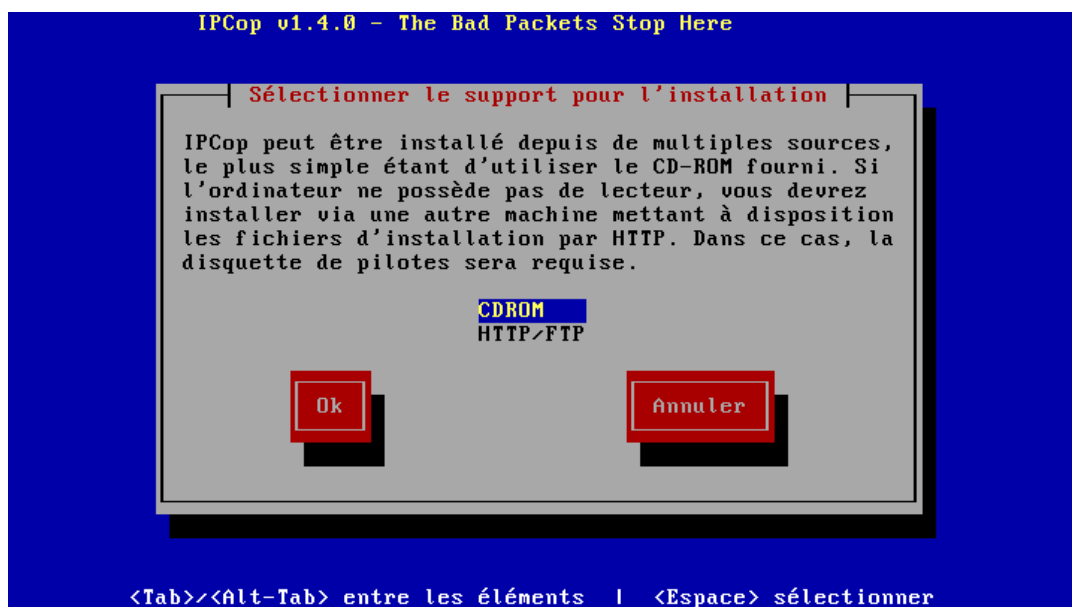 IPCop v1.4.0 - The Bad Packets Stop Here
Sélectionner le support pour l'installation
IPCop peut être installé depuis de multiples sources,
le plus simple étant d'utiliser le CD-ROM fourni. Si
l'ordinateur ne possède pas de lecteur, vous devrez
installer via une autre machine mettant à disposition
les fichiers d'installation par HTTP. Dans ce cas, la
disquette de pilotes sera requise.
CDROM
HTTP/FTP
Ok Annuler
<Tab>/<Alt-Tab> entre les éléments | <Espace> sélectionner